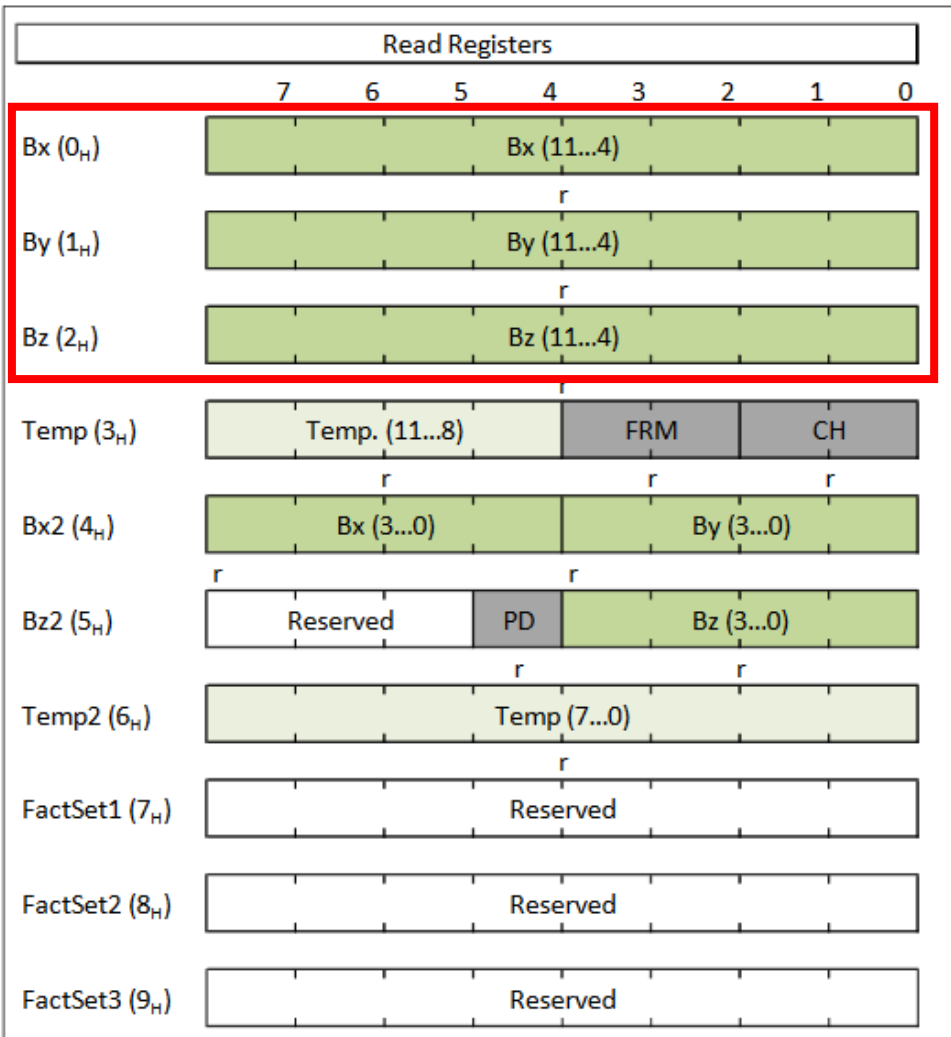 Read Registers
7 6 5 4 3 2 1 0
Bx (0H) Bx (11...4)
r
By (1H) By (11...4)
r
Bz (2H) Bz (11...4)
r
Temp (3H) Temp. (11...8) FRM CH
r r r
Bx2 (4H) Bx (3...0) By (3...0)
r r
Bz2 (5H) Reserved PD Bz (3...0)
r r
Temp2 (6H) Temp (7...0)
r
FactSet1 (7H) Reserved
FactSet2 (8H) Reserved
FactSet3 (9H) Reserved